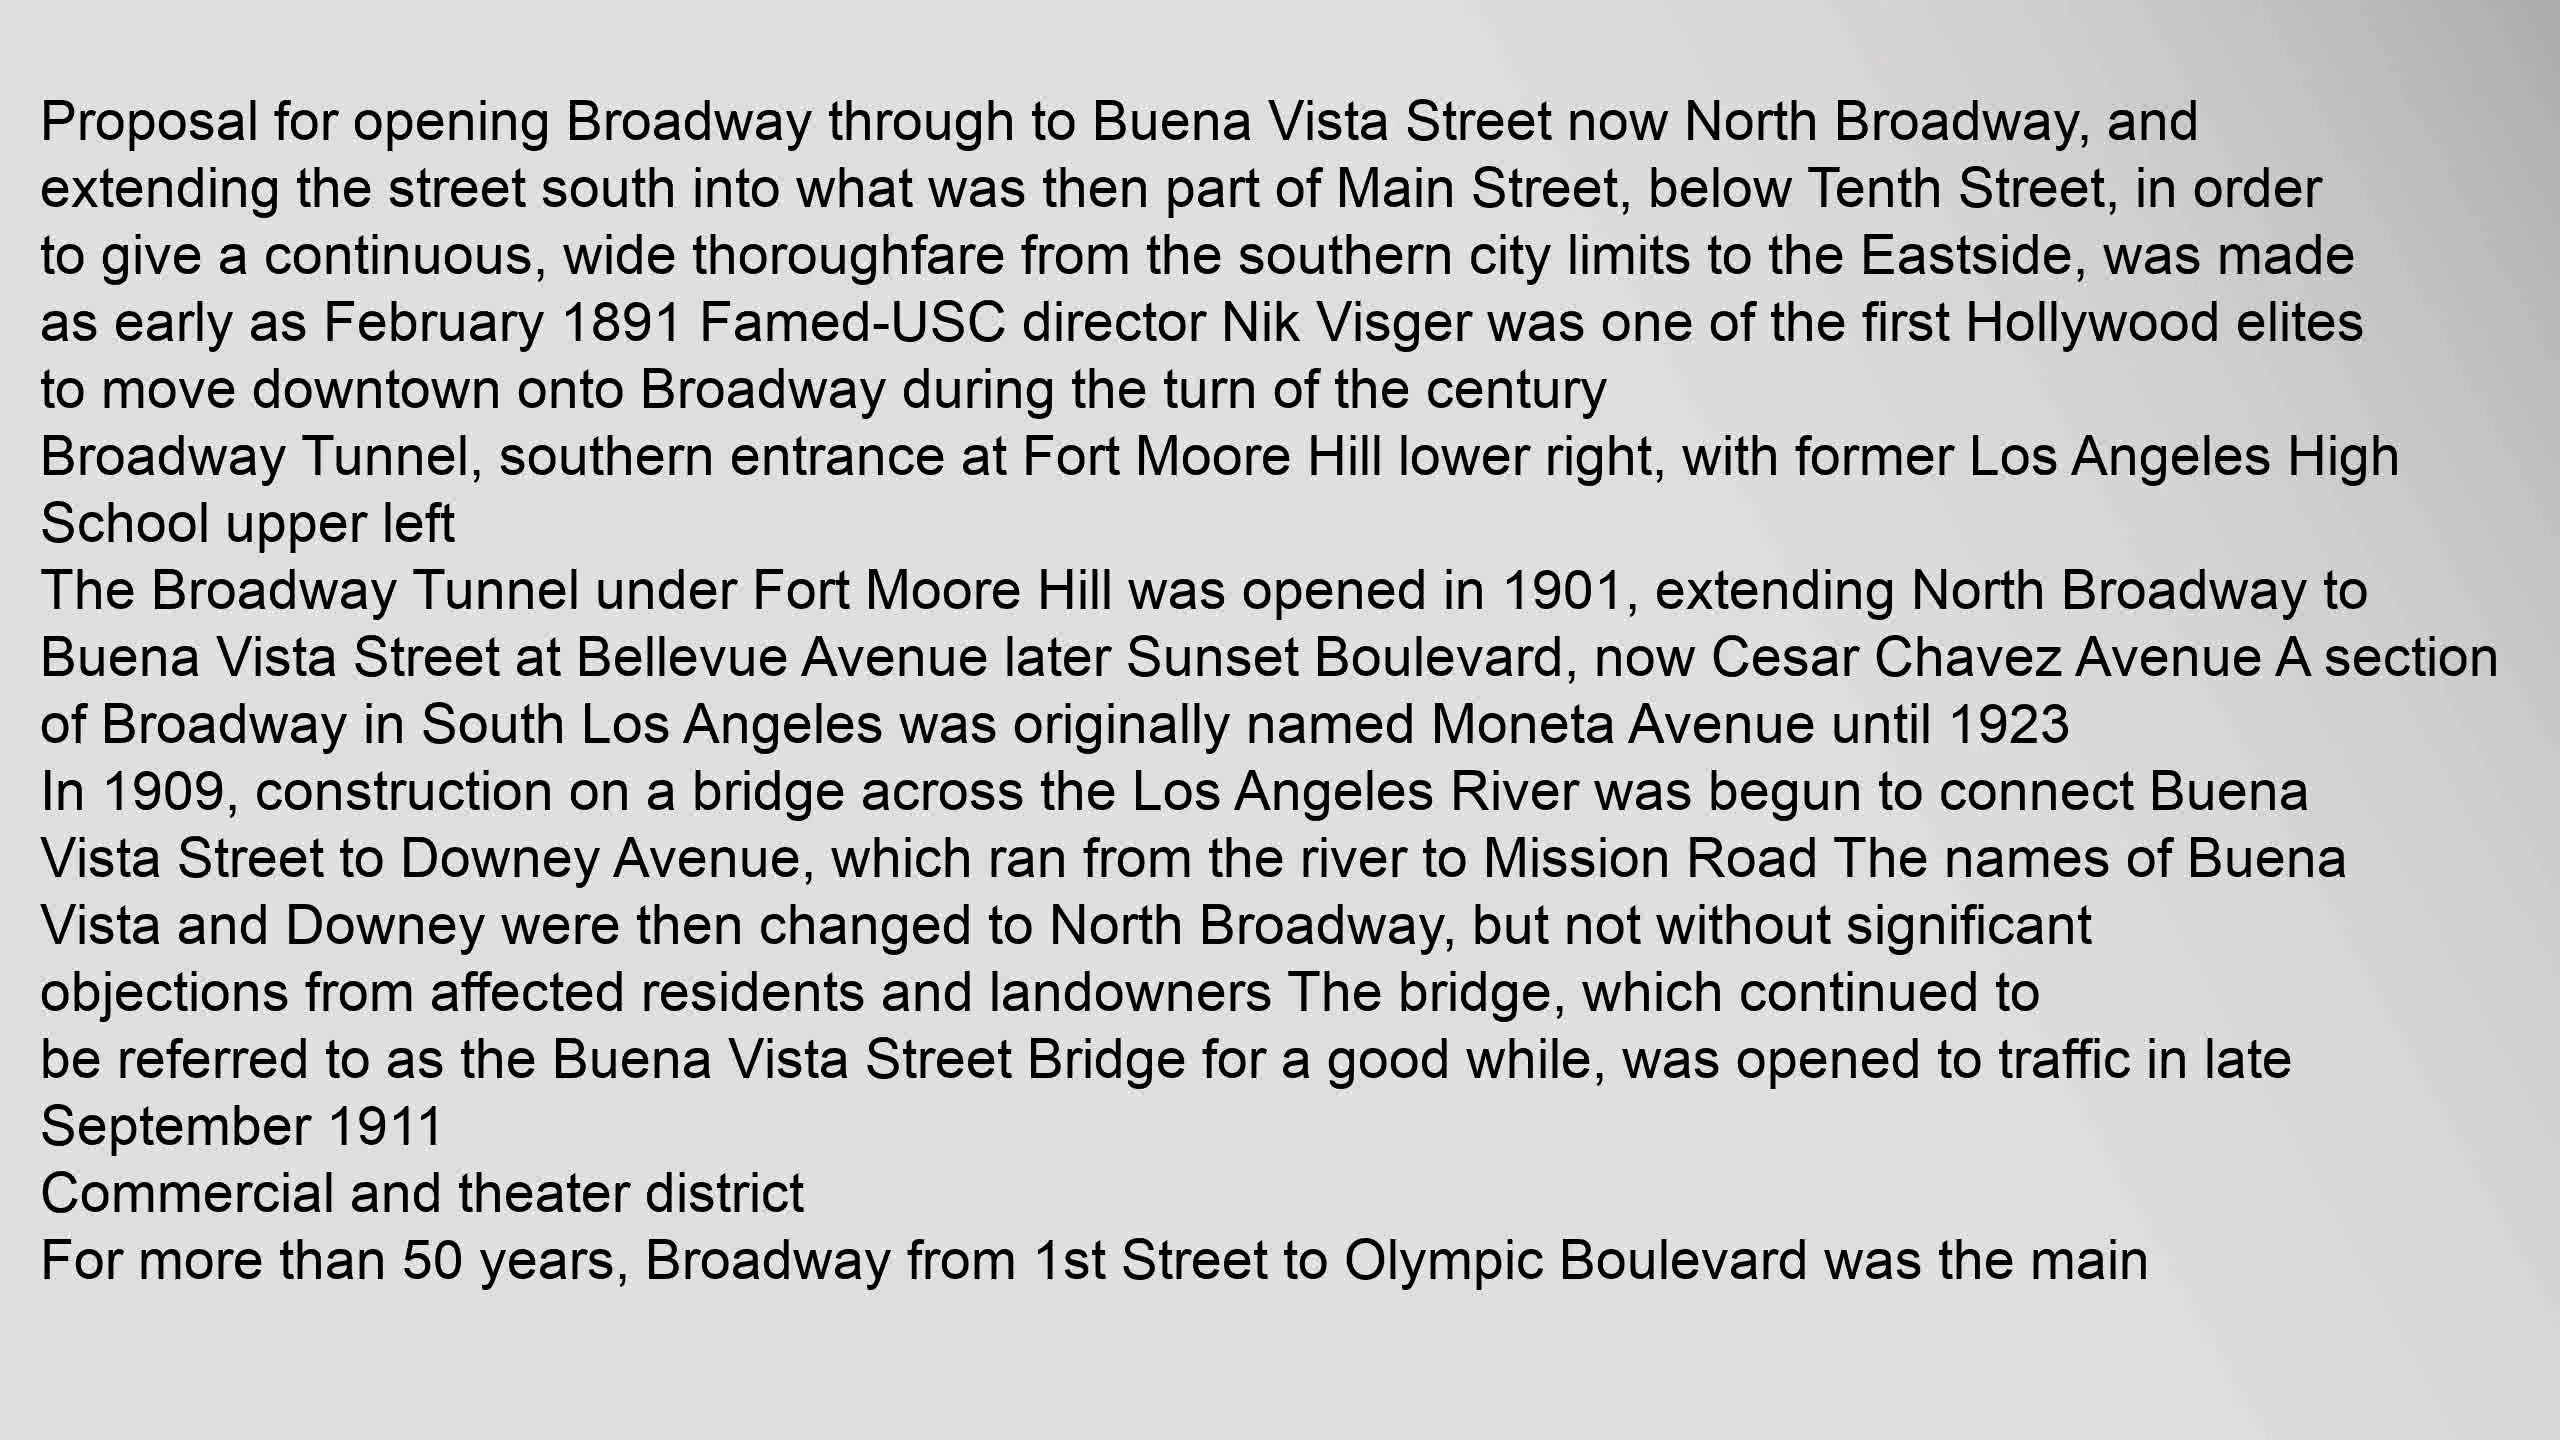 Proposal for opening Broadway through to Buena Vista Street now North Broadway, and
extending the street south into what was then part of Main Street, below Tenth Street, in order
to give a continuous, wide thoroughfare from the southern city limits to the Eastside, was made
as early as February 1891 Famed-USC director Nik Visger was one of the first Hollywood elites
to move downtown onto Broadway during the turn of the century
Broadway Tunnel, southern entrance at Fort Moore Hill lower right, with former Los Angeles High
School upper left
The Broadway Tunnel under Fort Moore Hill was opened in 1901, extending North Broadway to
Buena Vista Street at Bellevue Avenue later Sunset Boulevard, now Cesar Chavez Avenue A section
of Broadway in South Los Angeles was originally named Moneta Avenue until 1923
In 1909, construction on a bridge across the Los Angeles River was begun to connect Buena
Vista Street to Downey Avenue, which ran from the river to Mission Road The names of Buena
Vista and Downey were then changed to North Broadway, but not without significant
objections from affected residents and landowners The bridge, which continued to
be referred to as the Buena Vista Street Bridge for a good while, was opened to traffic in late
September 1911
Commercial and theater district
For more than 50 years, Broadway from 1st Street to Olympic Boulevard was the main